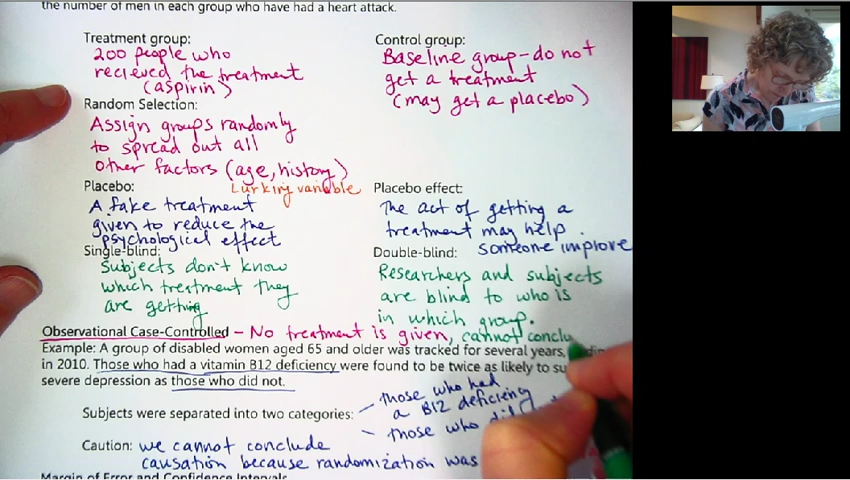 the number of men in each group who have had a heart attack.
Treatment group:
200 people who
recieved the treatment
(aspirin)
Control group:
Baseline group - do not
get a treatment
(may get a placebo)
Random Selection:
Assign groups randomly
to spread out all
other factors (age, history)
Lurking variable
Placebo:
A fake treatment
given to reduce the
psychological effect
Placebo effect:
The act of getting a
treatment may help
someone improve
Single-blind:
Subjects don't know
which treatment they
are getting
Double-blind:
Researchers and subjects
are blind to who is
in which group.
Observational Case-Controlled - No treatment is given, cannot conclu
Example: A group of disabled women aged 65 and older was tracked for several years,
in 2010. Those who had a vitamin B12 deficiency were found to be twice as likely to su
severe depression as those who did not.
Subjects were separated into two categories:
those who had
a B12 deficiency
those who did
Caution: we cannot conclude
causation because randomization was
Margin of Error and Confidence Intervals